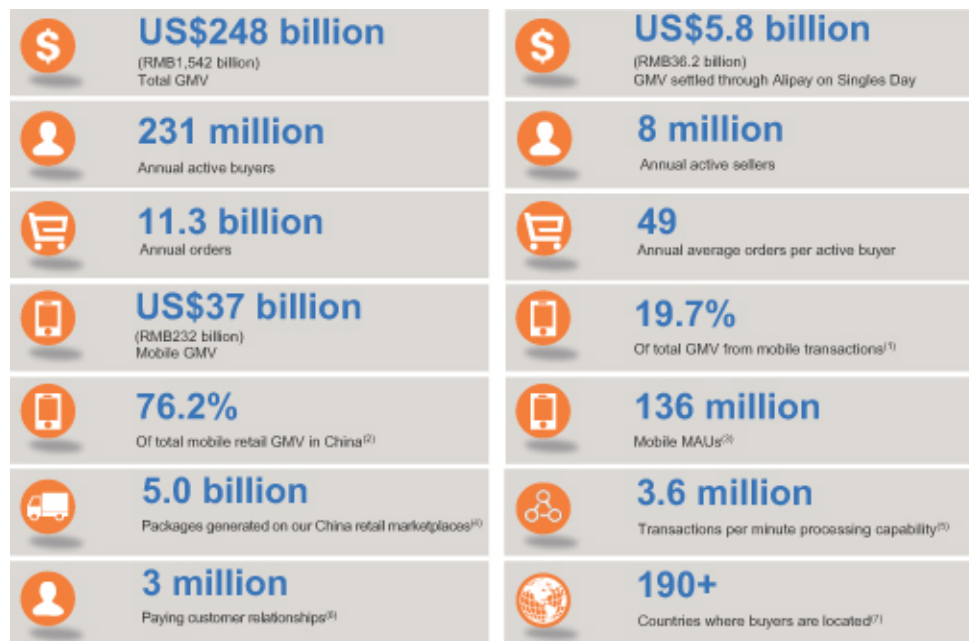 US$248 billion
(RMB1,542 billion)
Total GMV
US$5.8 billion
(RMB36.2 billion)
GMV settled through Alipay on Singles Day
231 million
Annual active buyers
8 million
Annual active sellers
11.3 billion
Annual orders
49
Annual average orders per active buyer
US$37 billion
(RMB232 billion)
Mobile GMV
19.7%
Of total GMV from mobile transactions(1)
76.2%
Of total mobile retail GMV in China(2)
136 million
Mobile MAUs(3)
5.0 billion
Packages generated on our China retail marketplaces(4)
3.6 million
Transactions per minute processing capability(5)
3 million
Paying customer relationships(6)
190+
Countries where buyers are located(7)